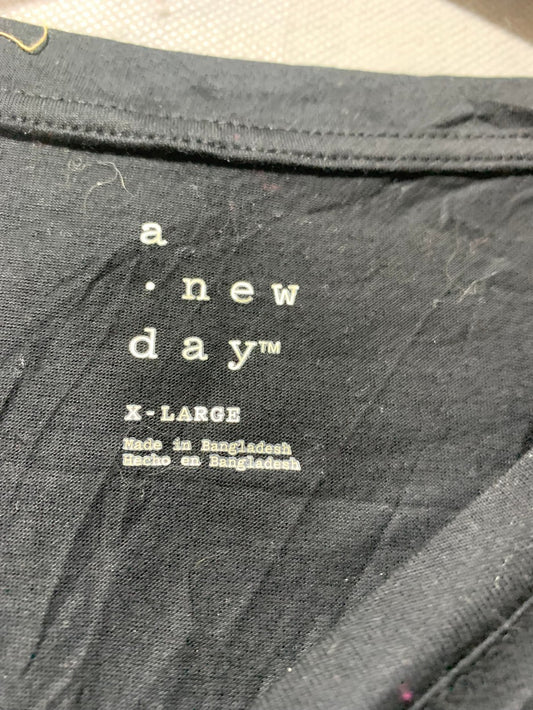 a
· new
day™
X-LARGE
Made in Bangladesh
Hecho en Bangladesh